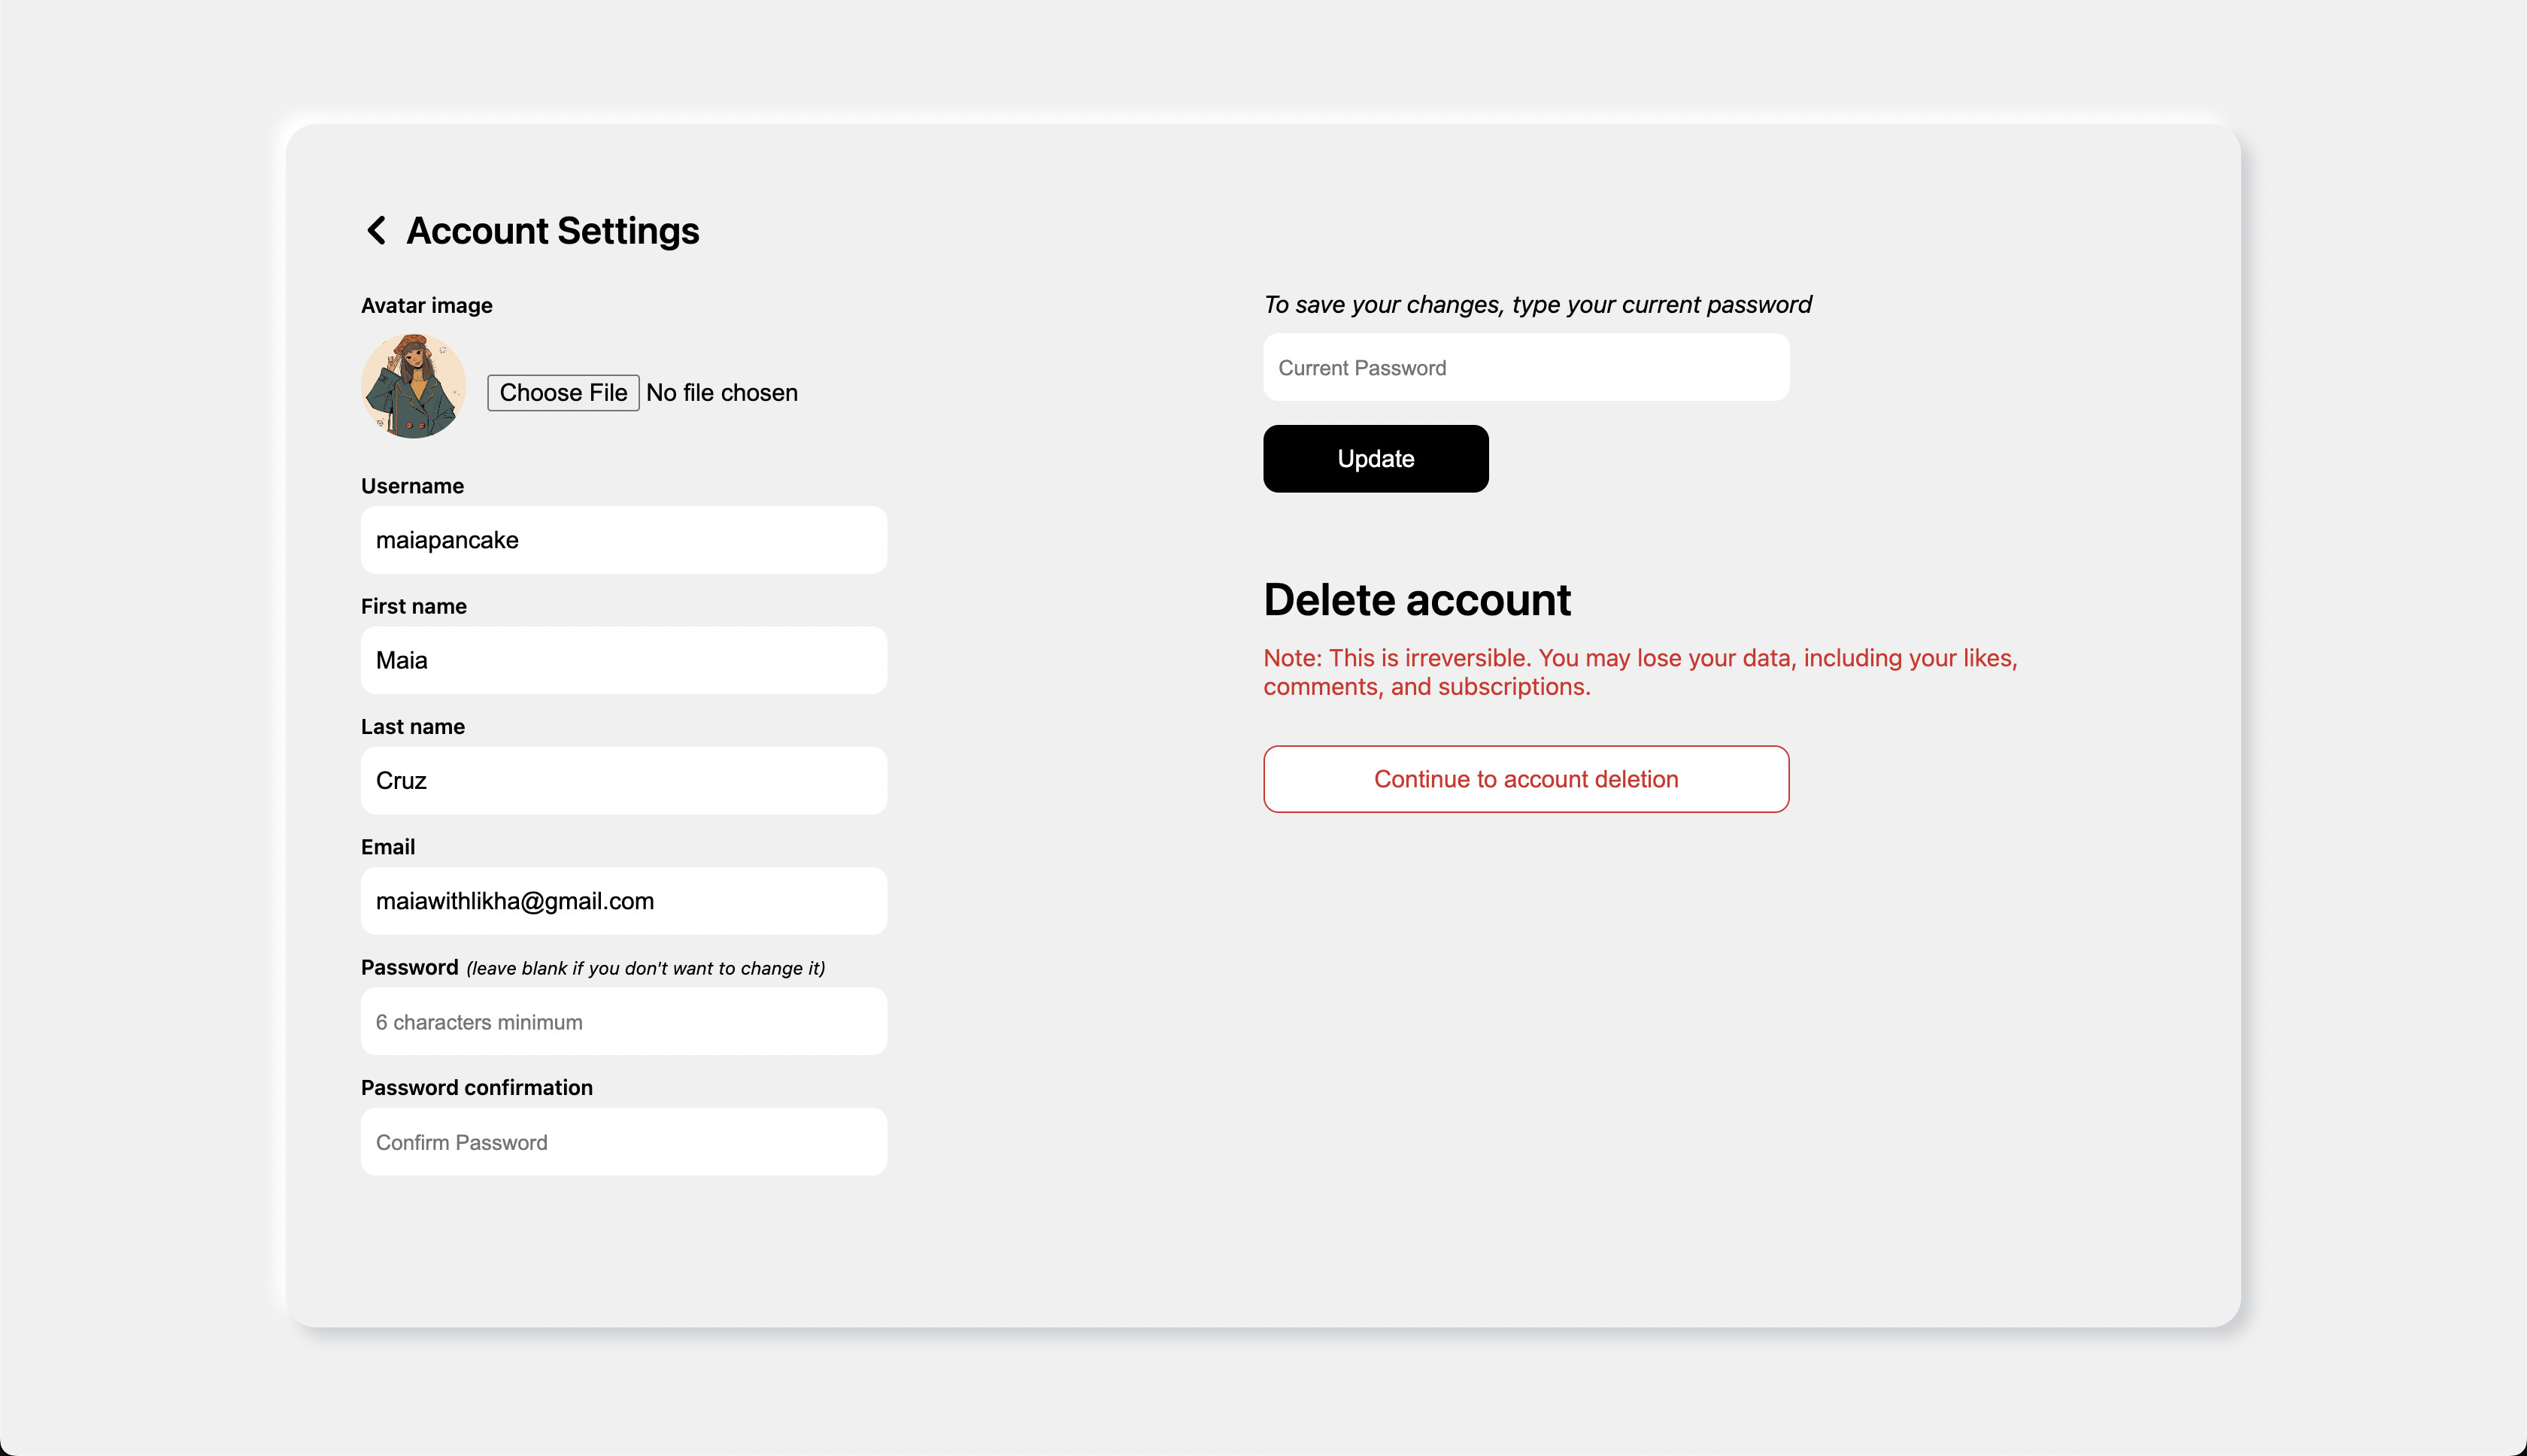 Account Settings
Avatar image
Choose File No file chosen
Username
maiapancake
First name
Maia
Last name
Cruz
Email
maiawithlikha@gmail.com
Password (leave blank if you don't want to change it)
6 characters minimum
Password confirmation
Confirm Password
To save your changes, type your current password
Current Password
Update
Delete account
Note: This is irreversible. You may lose your data, including your likes,
comments, and subscriptions.
Continue to account deletion